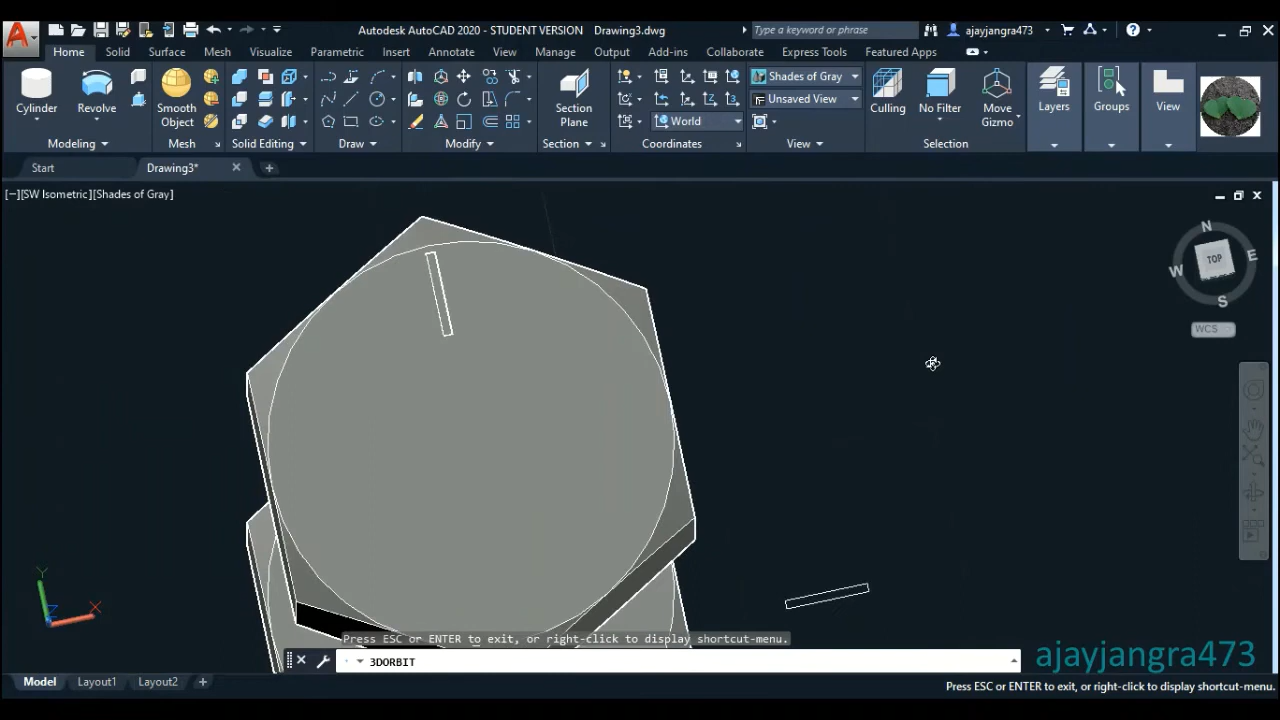 Autodesk AutoCAD 2020 - STUDENT VERSION Drawing3.dwg
Type a keyword or phrase
ajayjangra473
Home Solid Surface Mesh Visualize Parametric Insert Annotate View Manage Output Add-ins Collaborate Express Tools Featured Apps
Cylinder Revolve Smooth Object Section Plane World Shades of Gray Unsaved View Culling No Filter Move Gizmo Layers Groups View
Modeling Mesh Solid Editing Draw Modify Section Coordinates View Selection
Start Drawing3*
[−][SW Isometric][Shades of Gray]
N
W TOP E
S
WCS
Y
Z X
Press ESC or ENTER to exit, or right-click to display shortcut-menu.
3DORBIT
ajayjangra473
Model Layout1 Layout2
Press ESC or ENTER to exit, or right-click to display shortcut-menu.